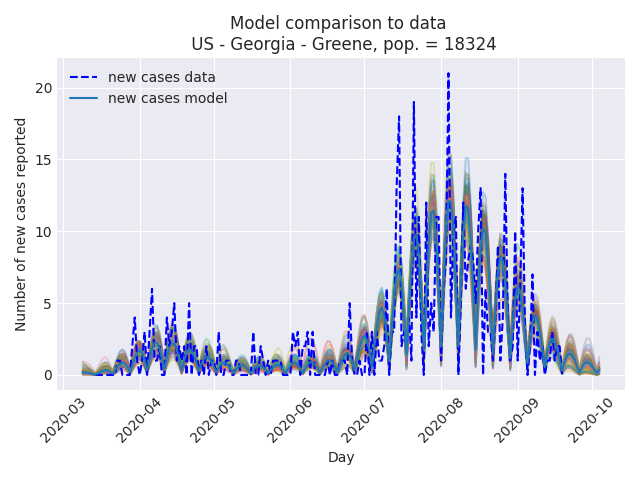 Model comparison to data
US - Georgia - Greene, pop. = 18324
new cases data
new cases model
Number of new cases reported
20
15
10
5
0
2020-03
2020-04
2020-05
2020-06
2020-07
2020-08
2020-09
2020-10
Day